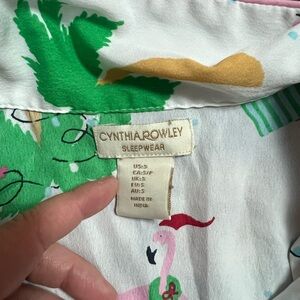 CYNTHIA ROWLEY
SLEEPWEAR
US:S
CA:S/P
UK:S
EU:S
AU:S
MADE IN
INDIA